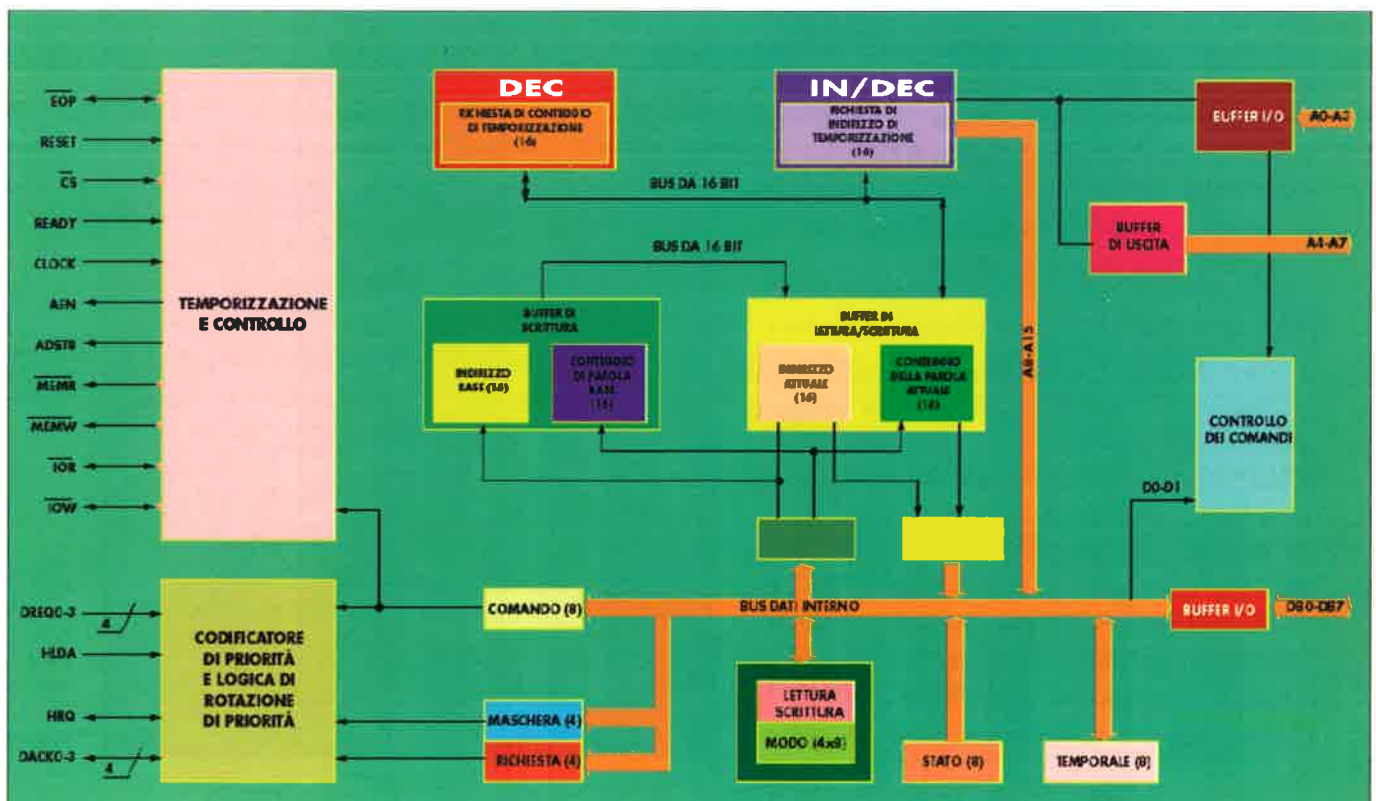 DEC
RICHIESTA DI CONTEGGIO
DI TEMPORIZZAZIONE
(16)
IN/DEC
RICHIESTA DI
INDIRIZZO DI
TEMPORIZZAZIONE
(16)
BUFFER I/O
A0-A3
BUFFER
DI USCITA
A4-A7
BUS DA 16 BIT
BUS DA 16 BIT
EOP
RESET
CS
READY
CLOCK
AEN
ADSTB
MEMR
MEMW
IOR
IOW
TEMPORIZZAZIONE
E CONTROLLO
BUFFER DI
SCRITTURA
INDIRIZZO
BASE (16)
CONTEGGIO
DI PAROLA
BASE
(16)
BUFFER DI
LETTURA/SCRITTURA
INDIRIZZO
ATTUALE
(16)
CONTEGGIO
DELLA PAROLA
ATTUALE
(16)
A8-A15
CONTROLLO
DEI COMANDI
D0-D1
DREQ0-3
4
HLDA
HRQ
DACK0-3
4
CODIFICATORE
DI PRIORITÀ
E LOGICA DI
ROTAZIONE
DI PRIORITÀ
COMANDO (8)
BUS DATI INTERNO
BUFFER I/O
DB0-DB7
MASCHERA (4)
RICHIESTA (4)
LETTURA
SCRITTURA
MODO (4x8)
STATO (8)
TEMPORALE (8)